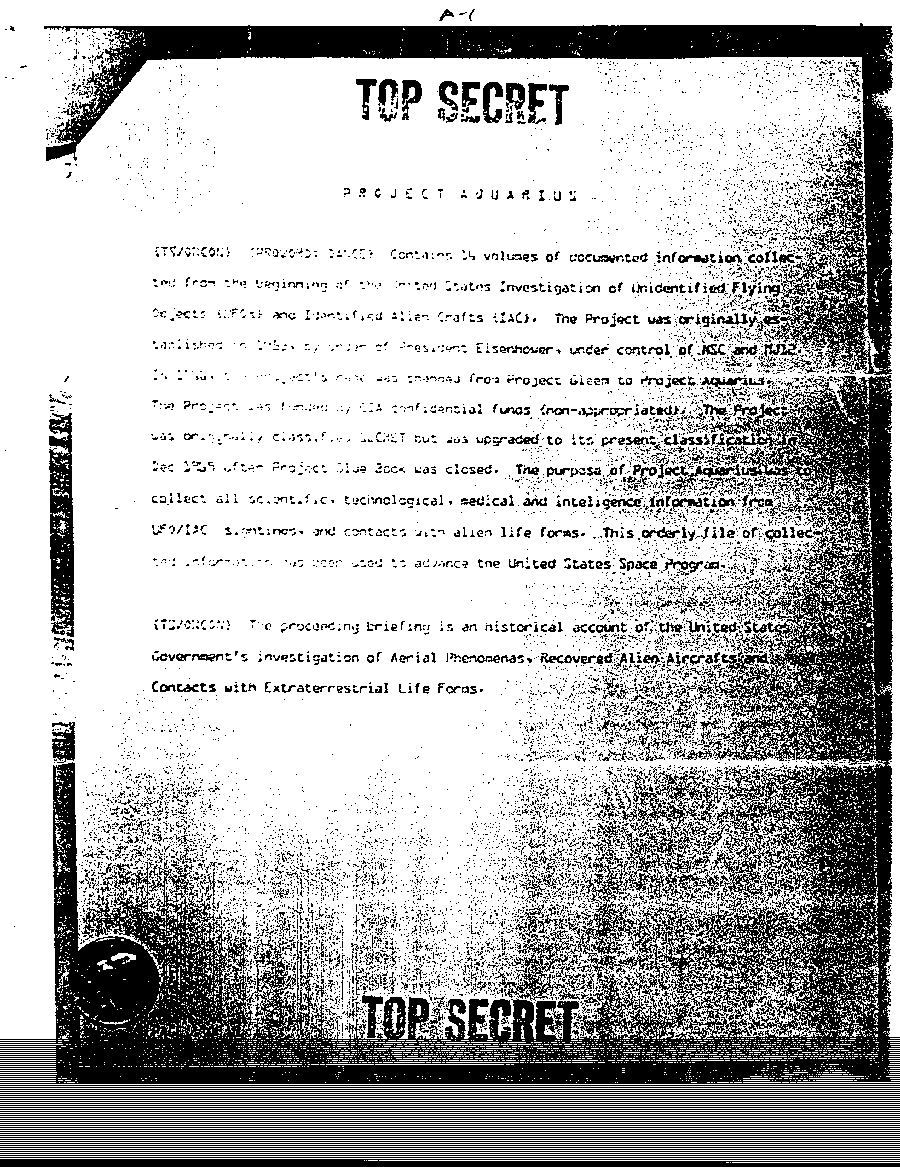 A-1
TOP SECRET
PROJECT AQUARIUS
(TS/ORCON) (PROWORD: DANCE) Contains 16 volumes of documented information collec-
ted from the beginning of the United States Investigation of Unidentified Flying
Objects (UFOs) and Identified Alien Crafts (IAC). The Project was originally es-
tablished in by order of President Eisenhower, under control of NSC and MJ12.
In Project's name was changed from Project Gleem to Project Aquarius.
The Project was funded by CIA confidential funds (non-appropriated). The Project
was originally classified SECRET but was upgraded to its present classification in
Dec 1969 after Project Blue Book was closed. The purpose of Project Aquarius was to
collect all scientific, technological, medical and inteligence information from
UFO/IAC sightings, and contacts with alien life forms. This orderly file of collec-
ted information has been used to advance the United States Space Program.
(TS/ORCON) The proceeding briefing is an historical account of the United State
Government's investigation of Aerial Phenomenas, Recovered Alien Aircrafts and
Contacts with Extraterrestrial Life Forms.
TOP SECRET